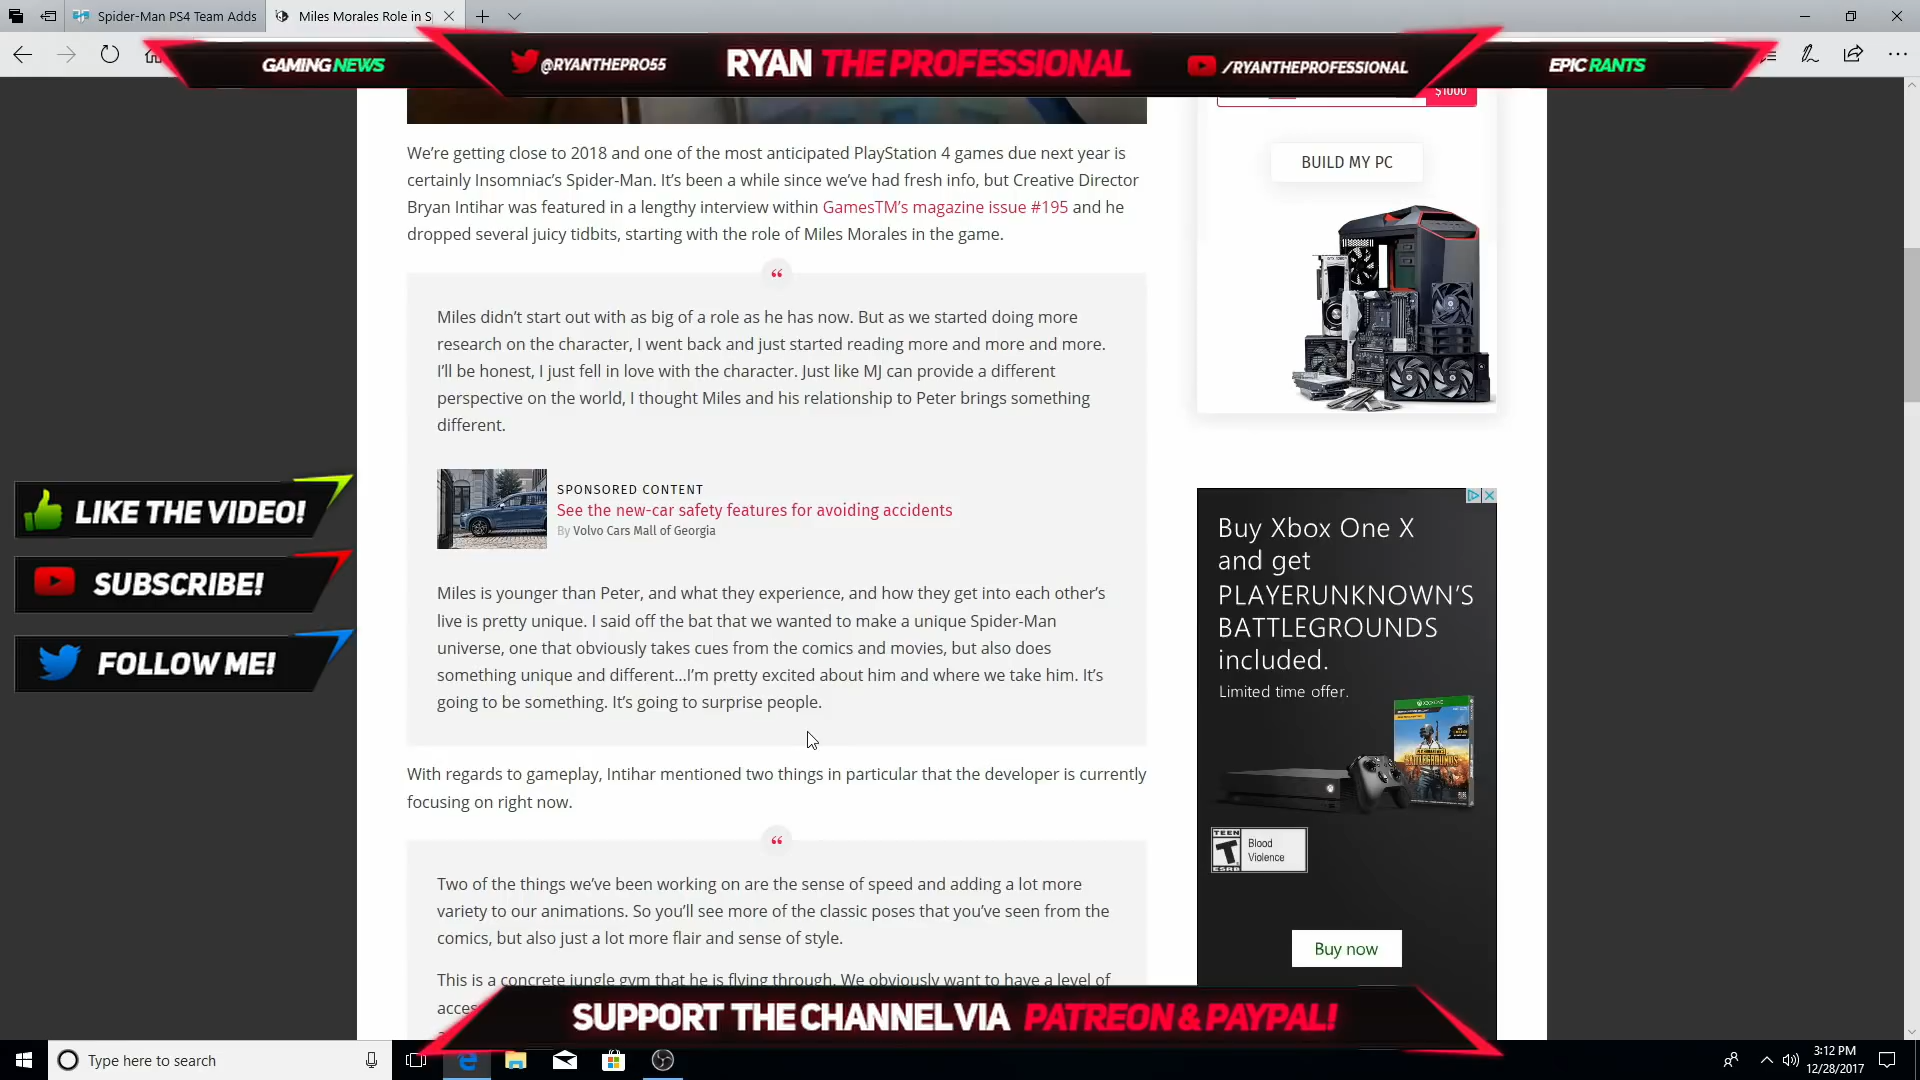 Spider-Man PS4 Team Adds
Miles Morales Role in S
GAMING NEWS
@RYANTHEPRO55
RYAN THE PROFESSIONAL
/RYANTHEPROFESSIONAL
EPIC RANTS
$1000
BUILD MY PC
We’re getting close to 2018 and one of the most anticipated PlayStation 4 games due next year is
certainly Insomniac’s Spider-Man. It’s been a while since we’ve had fresh info, but Creative Director
Bryan Intihar was featured in a lengthy interview within GamesTM’s magazine issue #195 and he
dropped several juicy tidbits, starting with the role of Miles Morales in the game.
“
Miles didn’t start out with as big of a role as he has now. But as we started doing more
research on the character, I went back and just started reading more and more and more.
I’ll be honest, I just fell in love with the character. Just like MJ can provide a different
perspective on the world, I thought Miles and his relationship to Peter brings something
different.
SPONSORED CONTENT
See the new-car safety features for avoiding accidents
By Volvo Cars Mall of Georgia
Miles is younger than Peter, and what they experience, and how they get into each other’s
live is pretty unique. I said off the bat that we wanted to make a unique Spider-Man
universe, one that obviously takes cues from the comics and movies, but also does
something unique and different…I’m pretty excited about him and where we take him. It’s
going to be something. It’s going to surprise people.
With regards to gameplay, Intihar mentioned two things in particular that the developer is currently
focusing on right now.
“
Two of the things we’ve been working on are the sense of speed and adding a lot more
variety to our animations. So you’ll see more of the classic poses that you’ve seen from the
comics, but also just a lot more flair and sense of style.
This is a concrete jungle gym that he is flying through. We obviously want to have a level of
LIKE THE VIDEO!
SUBSCRIBE!
FOLLOW ME!
Buy Xbox One X
and get
PLAYERUNKNOWN’S
BATTLEGROUNDS
included.
Limited time offer.
TEEN
T
ESRB
Blood
Violence
Buy now
SUPPORT THE CHANNEL VIA PATREON & PAYPAL!
Type here to search
3:12 PM
12/28/2017